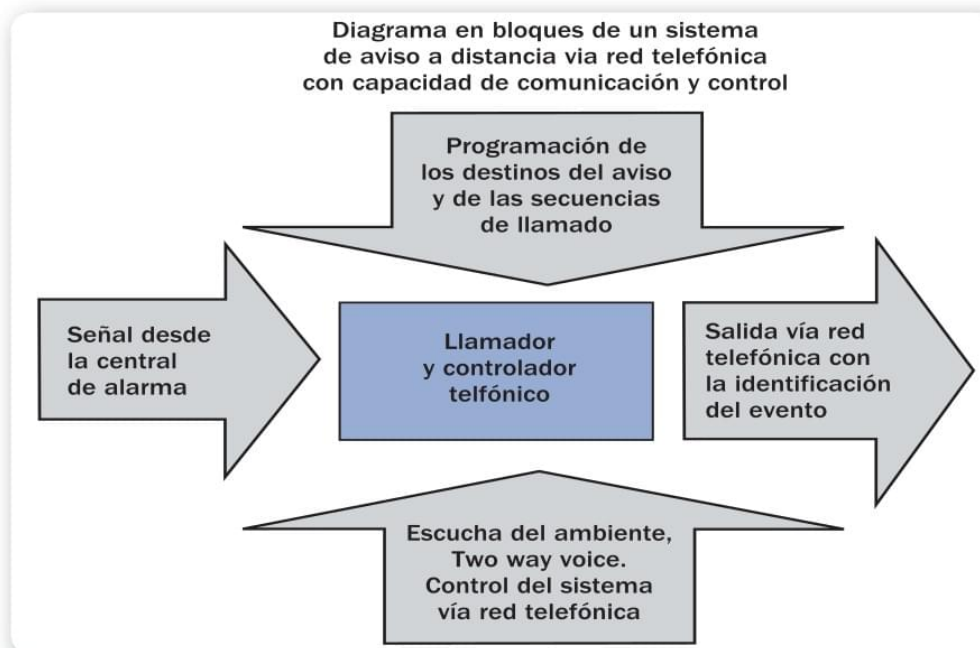 Diagrama en bloques de un sistema
de aviso a distancia via red telefónica
con capacidad de comunicación y control
Programación de
los destinos del aviso
y de las secuencias
de llamado
Señal desde
la central
de alarma
Llamador
y controlador
telfónico
Salida vía red
telefónica con
la identificación
del evento
Escucha del ambiente,
Two way voice.
Control del sistema
vía red telefónica